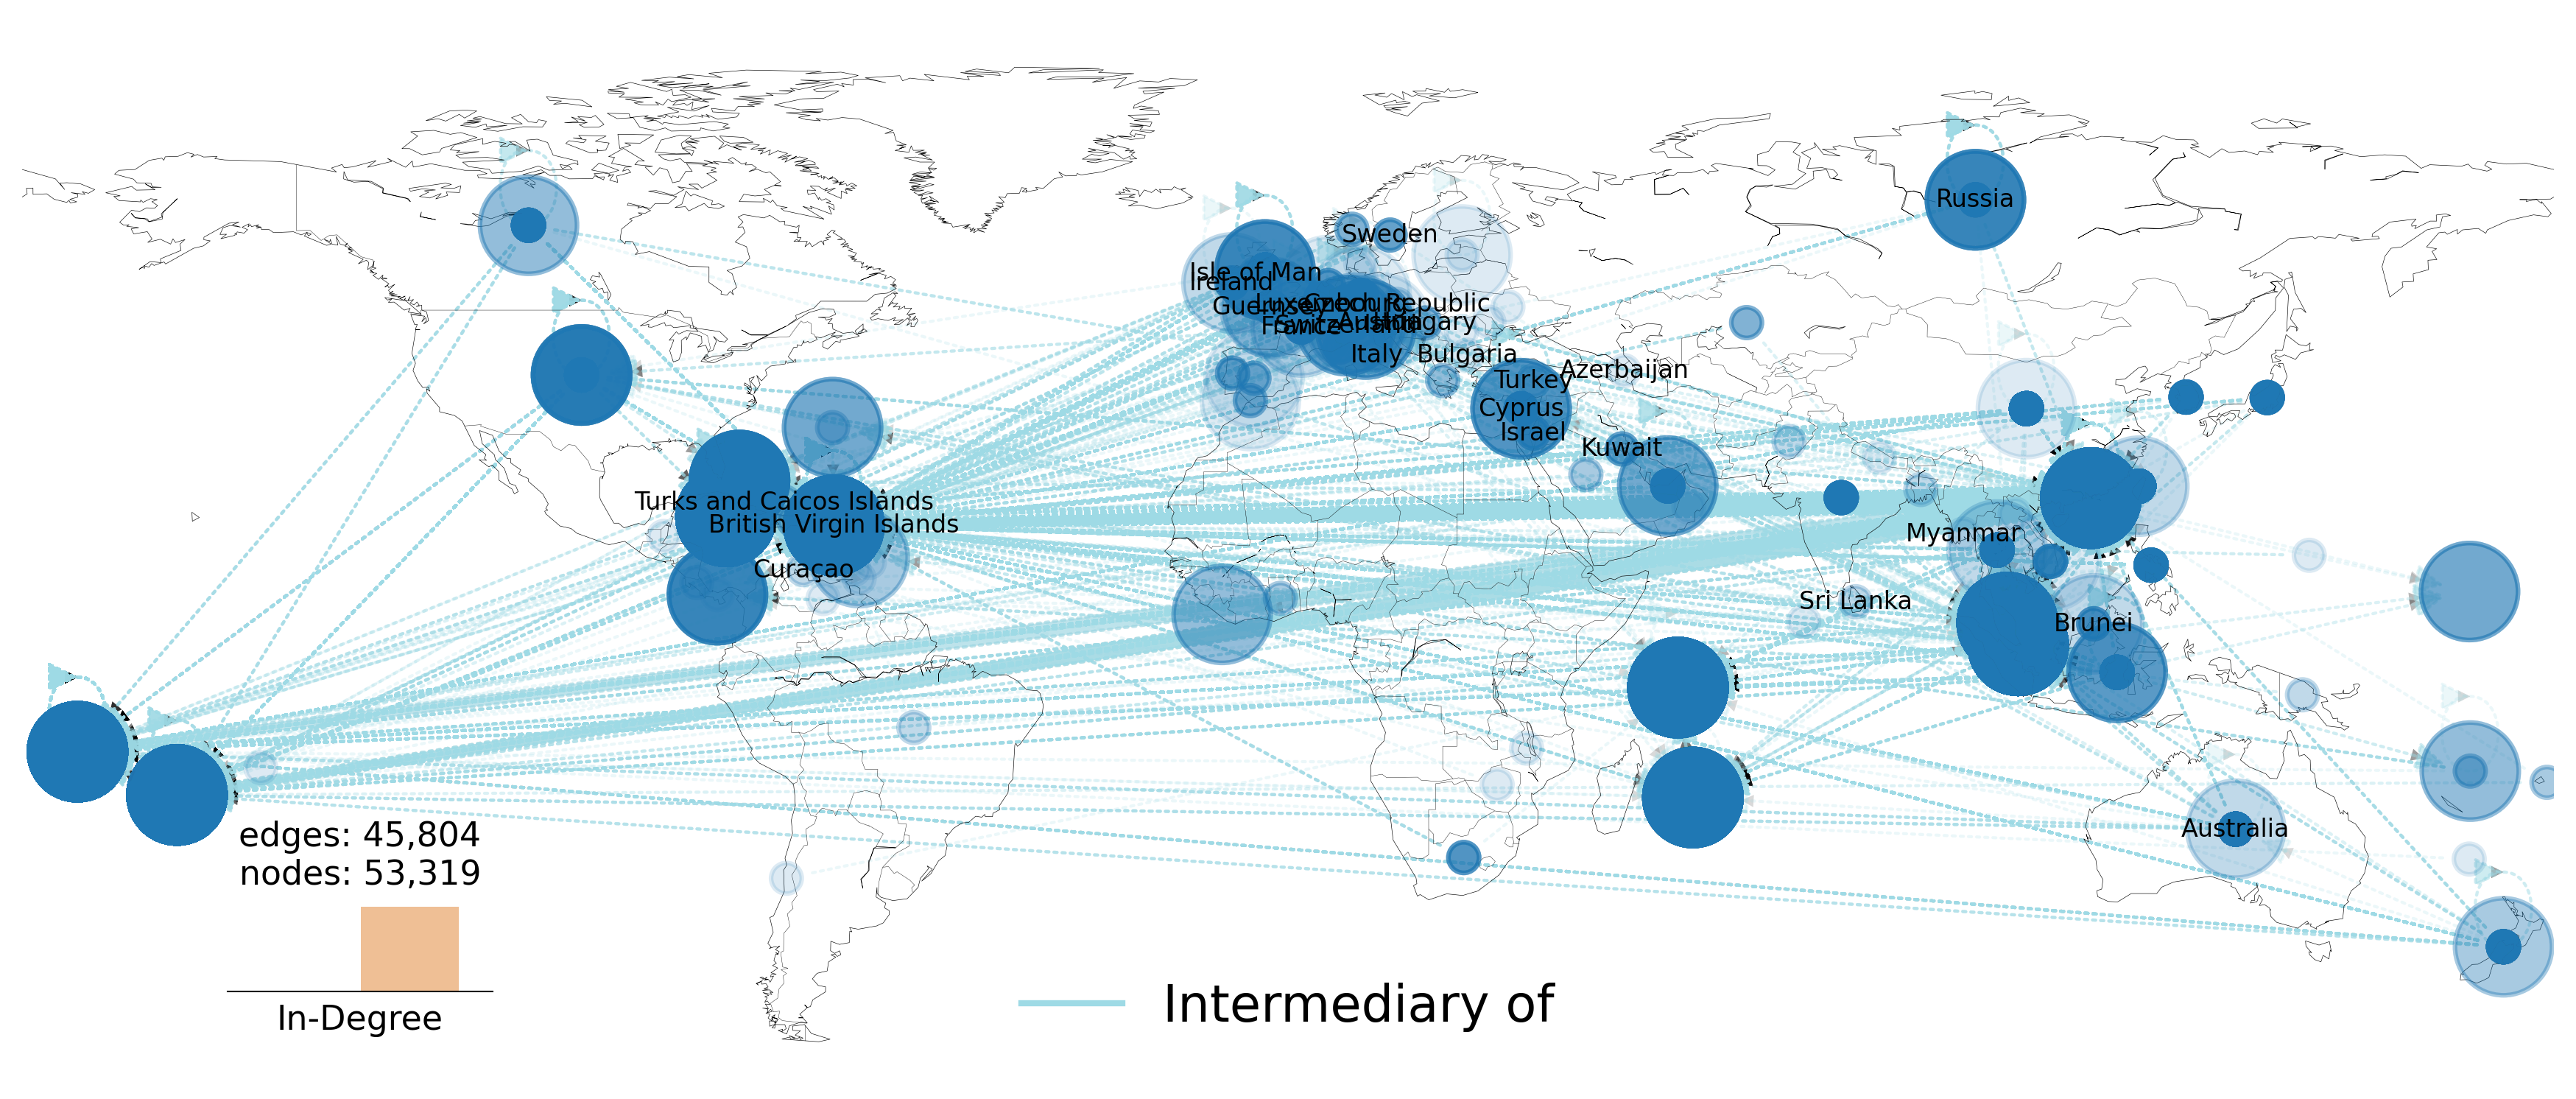 Russia
Sweden
Isle of Man
Ireland
Luxembourg
Czech Republic
Guernsey
France
Switzerland
Austria
Hungary
Italy
Bulgaria
Azerbaijan
Turkey
Cyprus
Israel
Kuwait
Turks and Caicos Islands
British Virgin Islands
Myanmar
Curaçao
Sri Lanka
Brunei
Australia
edges: 45,804
nodes: 53,319
In-Degree
Intermediary of